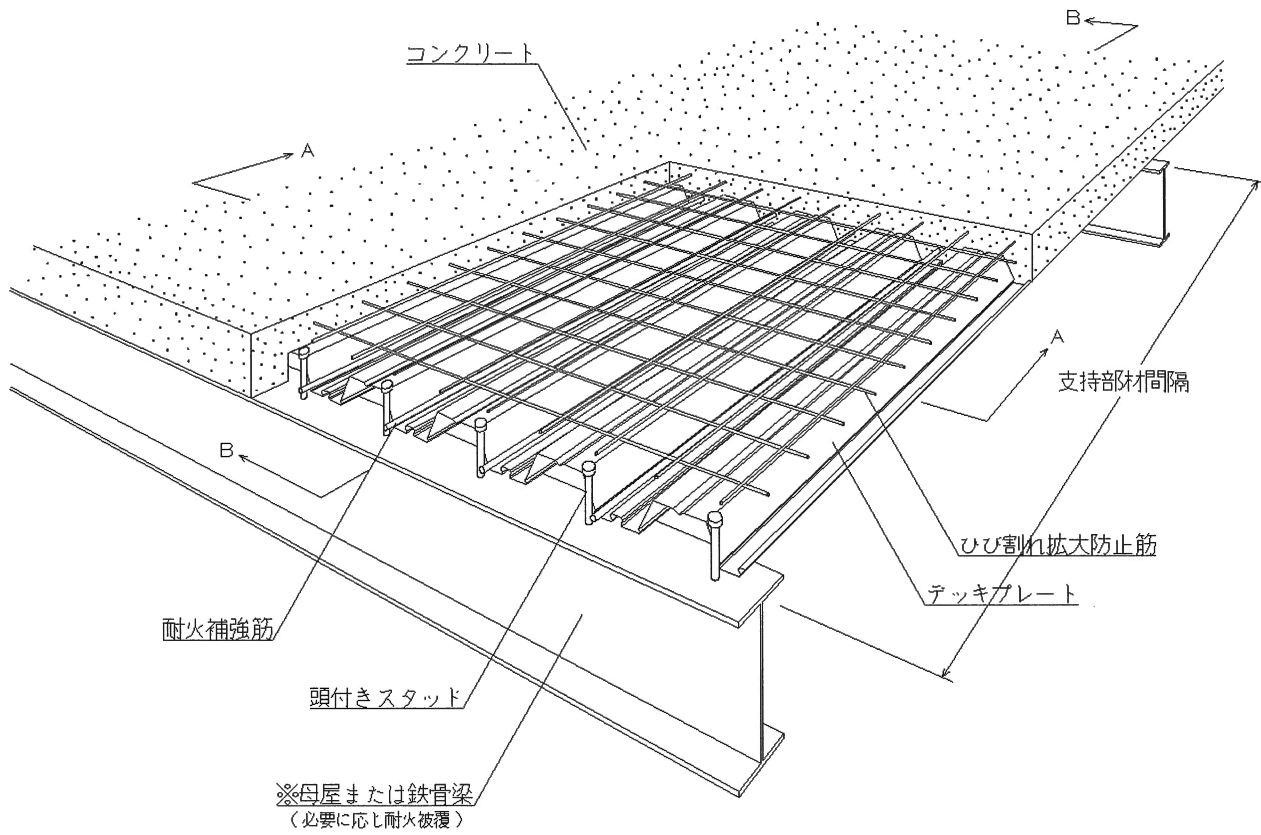 B
コンクリート
A
A
支持部材間隔
B
ひび割れ拡大防止筋
デッキプレート
耐火補強筋
頭付きスタッド
※母屋または鉄骨梁
(必要に応じ耐火被覆)